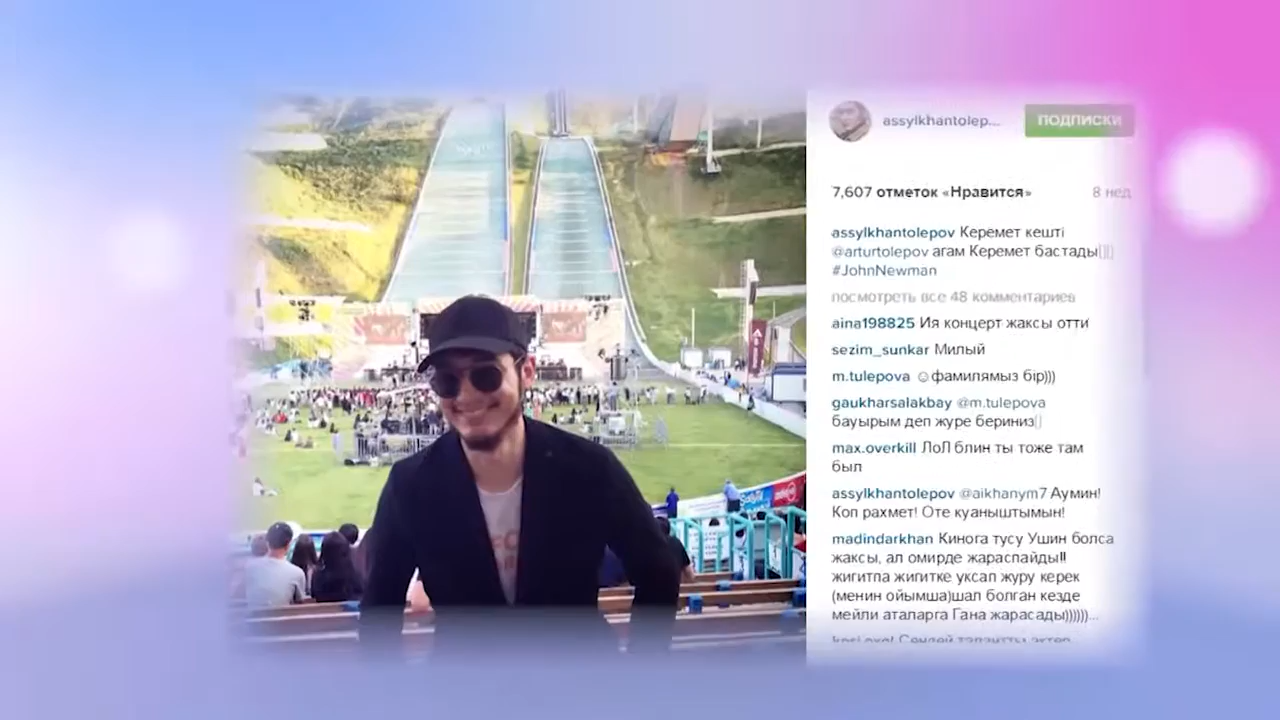 assylkhantolep...
ПОДПИСКИ
7,607 отметок «Нравится»
8 нед
assylkhantolepov Керемет кешті
@arturtolepov агам Керемет бастады
#JohnNewman
посмотреть все 48 комментариев
aina198825 Ия концерт жаксы отти
sezim_sunkar Милый
m.tulepova ☺фамилямыз бір)))
gaukharsalakbay @m.tulepova
бауырым деп журе бериниз
max.overkill ЛоЛ блин ты тоже там
был
assylkhantolepov @aikhanym7 Аумин!
Коп рахмет! Оте куаныштымын!
madindarkhan Кинога тусу Ушин болса
жаксы, ал омирде жараспайды!!
жигитпа жигитке уксап журу керек
(менин ойымша)шал болган кезде
мейли аталарга Гана жарасады))))))...